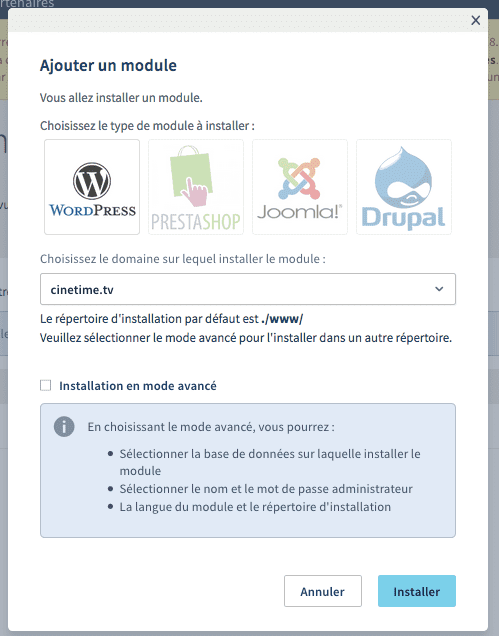 rtenaires
X
Ajouter un module
Vous allez installer un module.
Choisissez le type de module à installer :
WORDPRESS
PRESTASHOP
Joomla!®
Drupal
Choisissez le domaine sur lequel installer le module :
cinetime.tv
Le répertoire d'installation par défaut est ./www/
Veuillez sélectionner le mode avancé pour l'installer dans un autre répertoire.
Installation en mode avancé
En choisissant le mode avancé, vous pourrez :
Sélectionner la base de données sur laquelle installer le
module
Sélectionner le nom et le mot de passe administrateur
La langue du module et le répertoire d'installation
Annuler
Installer